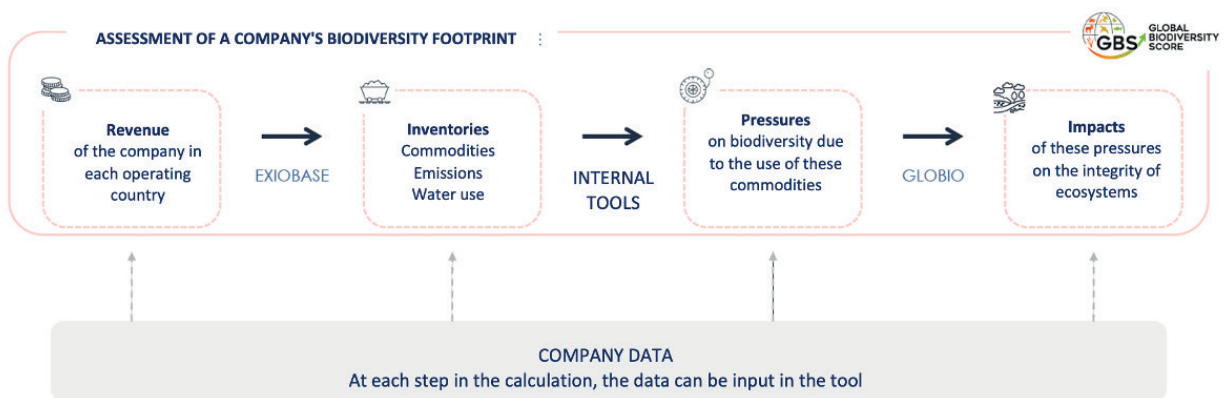 ASSESSMENT OF A COMPANY'S BIODIVERSITY FOOTPRINT
GBS
GLOBAL
BIODIVERSITY
SCORE
Revenue
of the company in
each operating
country
EXIOBASE
Inventories
Commodities
Emissions
Water use
INTERNAL
TOOLS
Pressures
on biodiversity due
to the use of these
commodities
GLOBIO
Impacts
of these pressures
on the integrity of
ecosystems
COMPANY DATA
At each step in the calculation, the data can be input in the tool